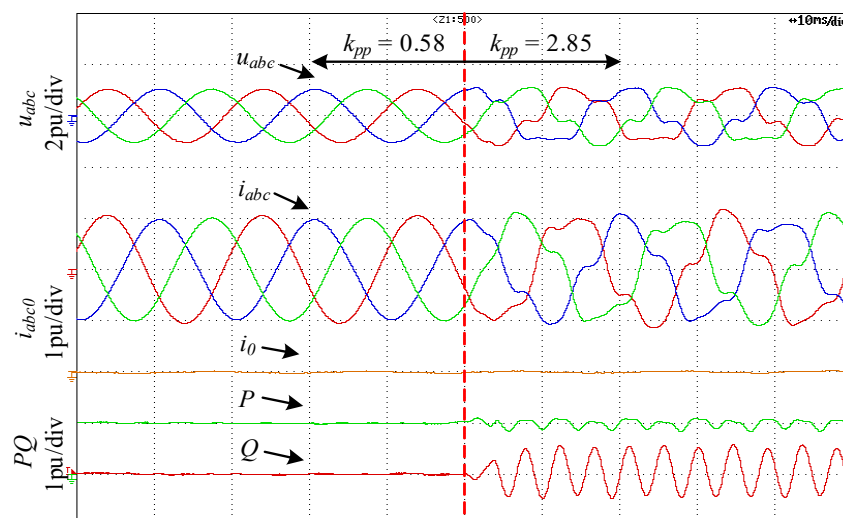 <Z1:500>
10ms/div
k_pp = 0.58
k_pp = 2.85
u_abc
u_abc
2pu/div
i_abc
i_abc0
1pu/div
i_0
P
Q
PQ
1pu/div